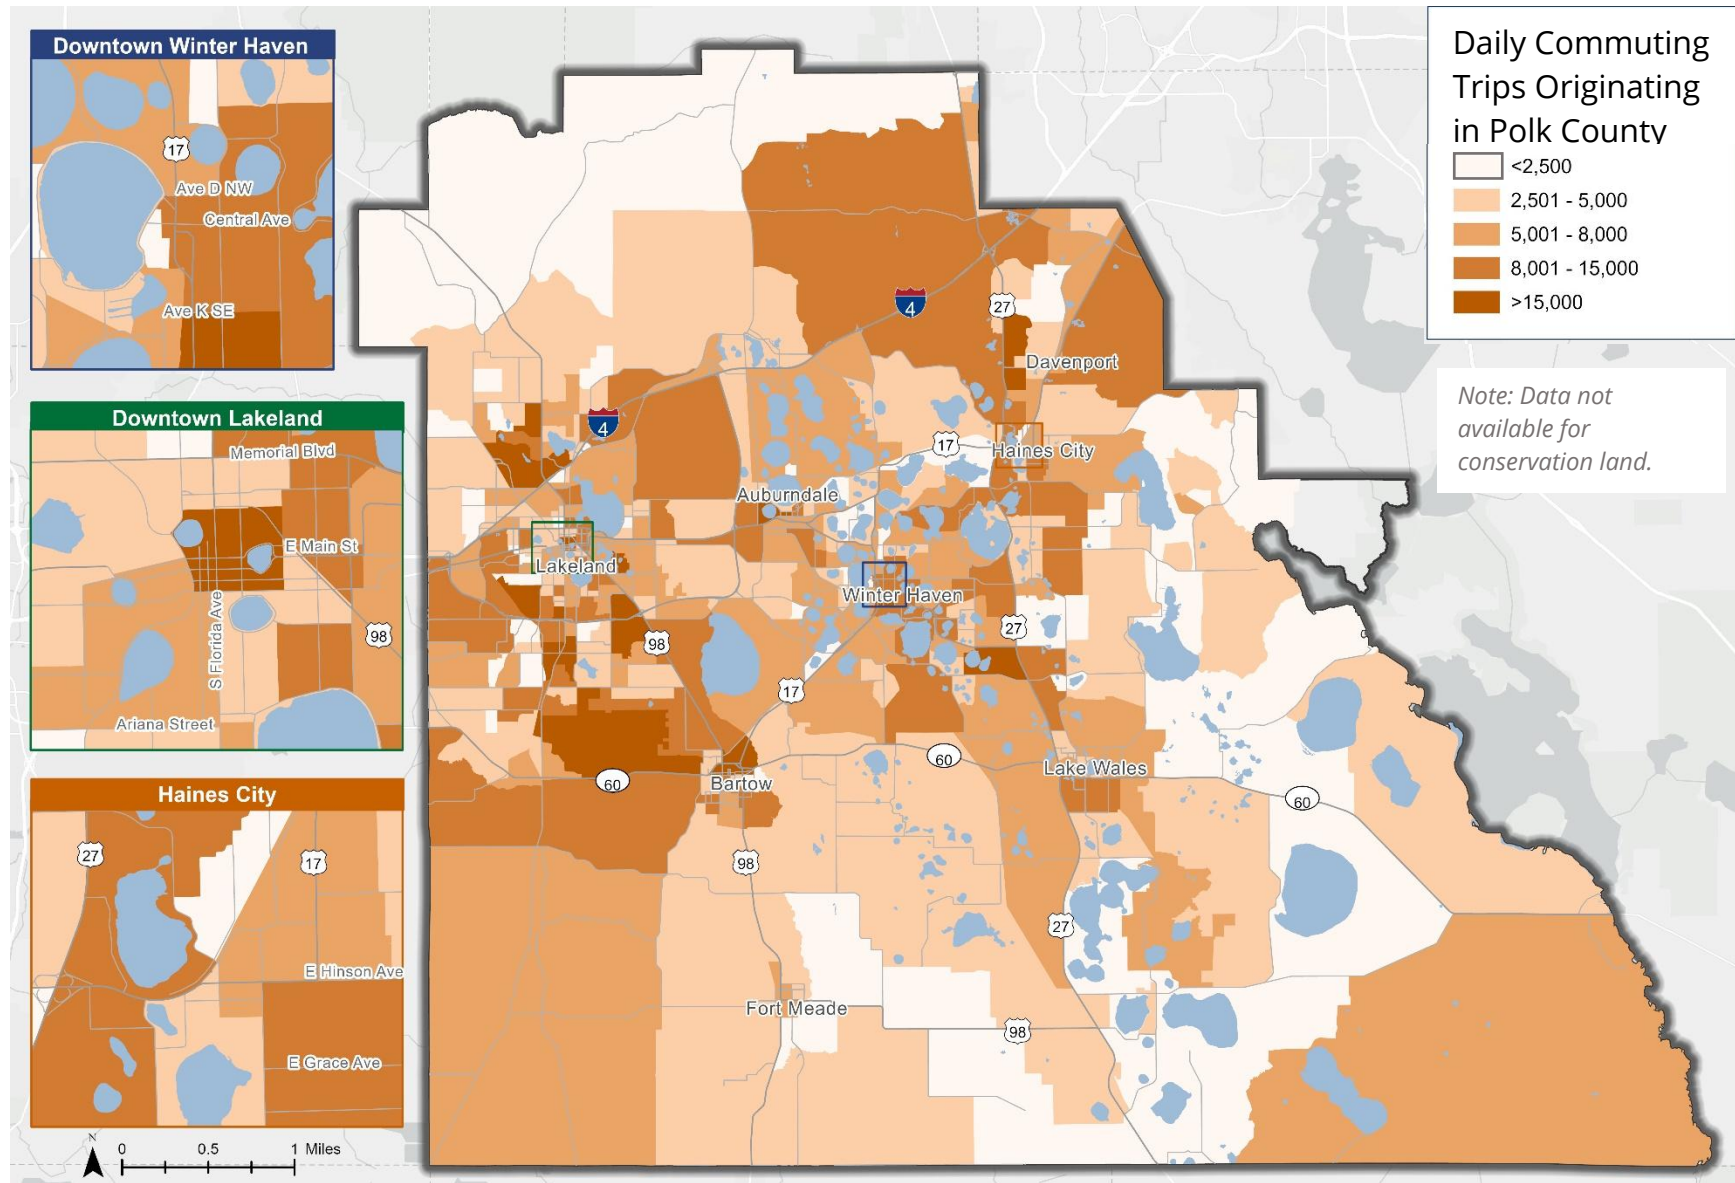 Daily Commuting
Trips Originating
in Polk County
<2,500
2,501 - 5,000
5,001 - 8,000
8,001 - 15,000
>15,000
Note: Data not
available for
conservation land.
Downtown Winter Haven
17
Ave D NW
Central Ave
Ave K SE
Downtown Lakeland
Memorial Blvd
E Main St
S Florida Ave
98
Ariana Street
Haines City
27
17
E Hinson Ave
E Grace Ave
N
0 0.5 1 Miles
4
27
Davenport
4
17
Haines City
Auburndale
Lakeland
Winter Haven
98
27
17
60
Lake Wales
60
Bartow
60
98
27
Fort Meade
98